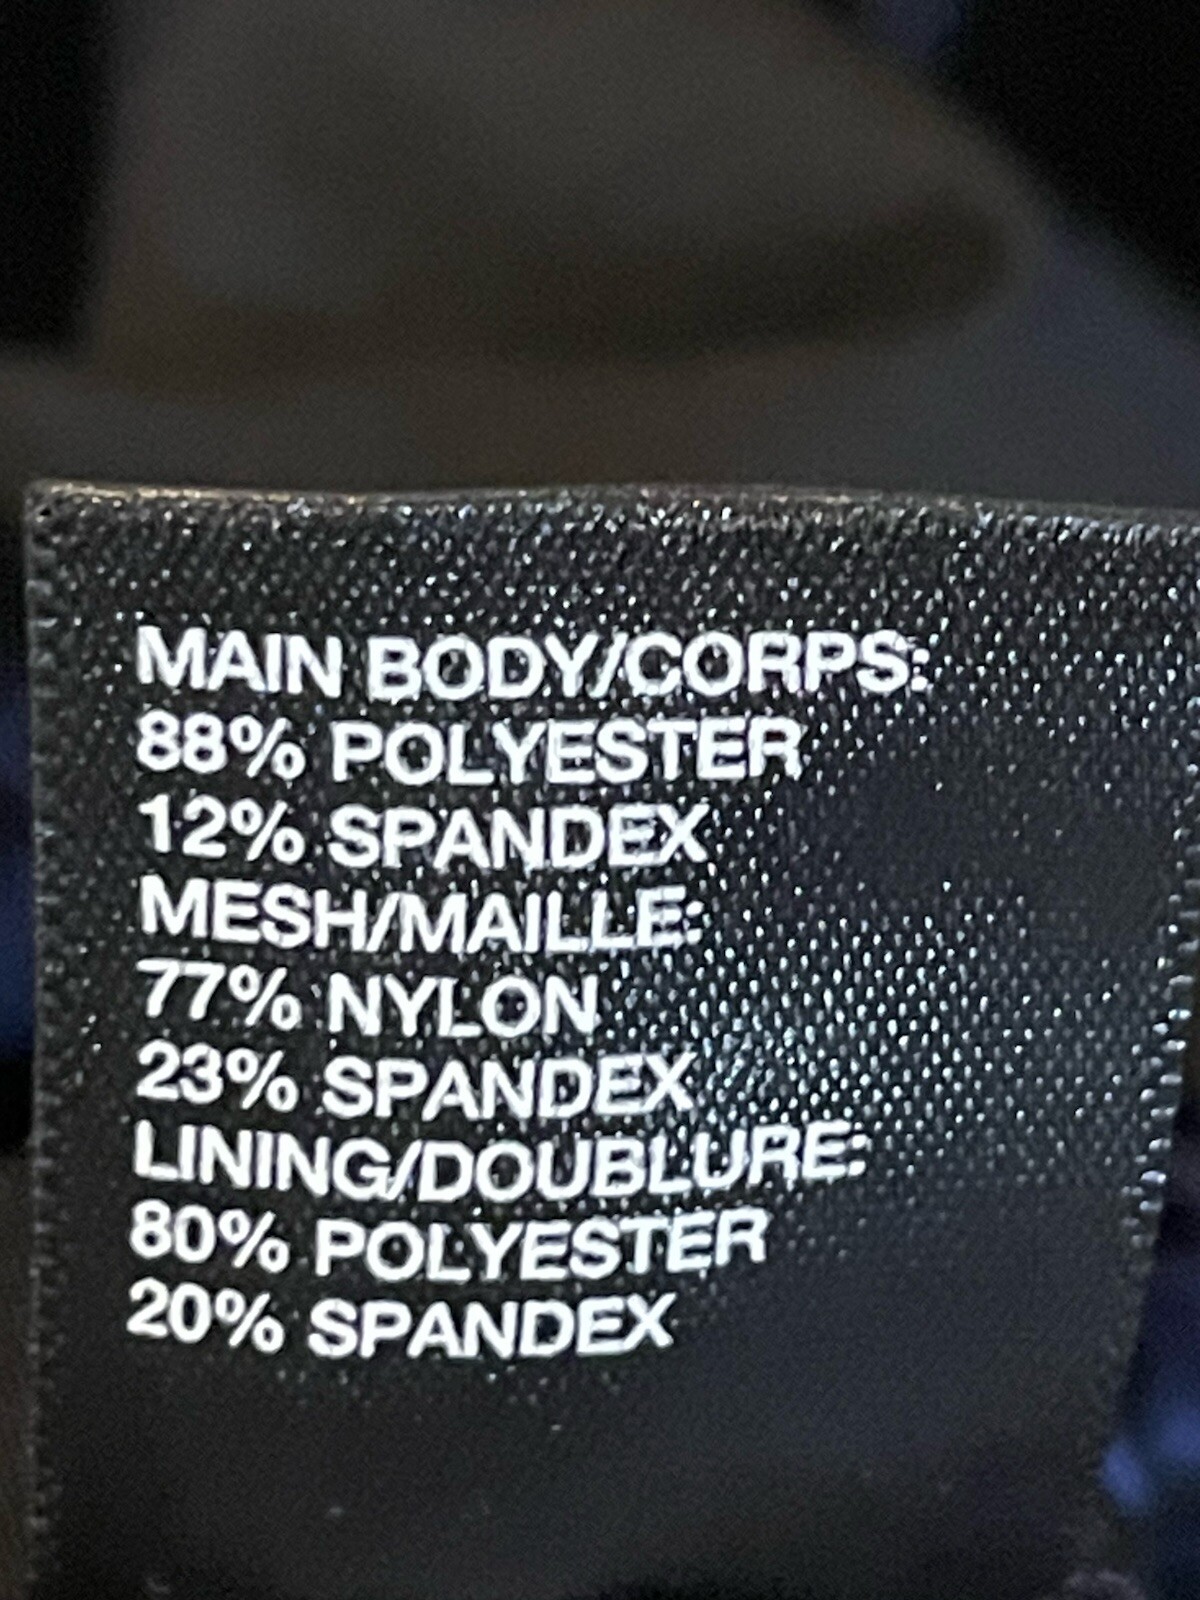 MAIN BODY/CORPS:
88% POLYESTER
12% SPANDEX
MESH/MAILLE:
77% NYLON
23% SPANDEX
LINING/DOUBLURE:
80% POLYESTER
20% SPANDEX